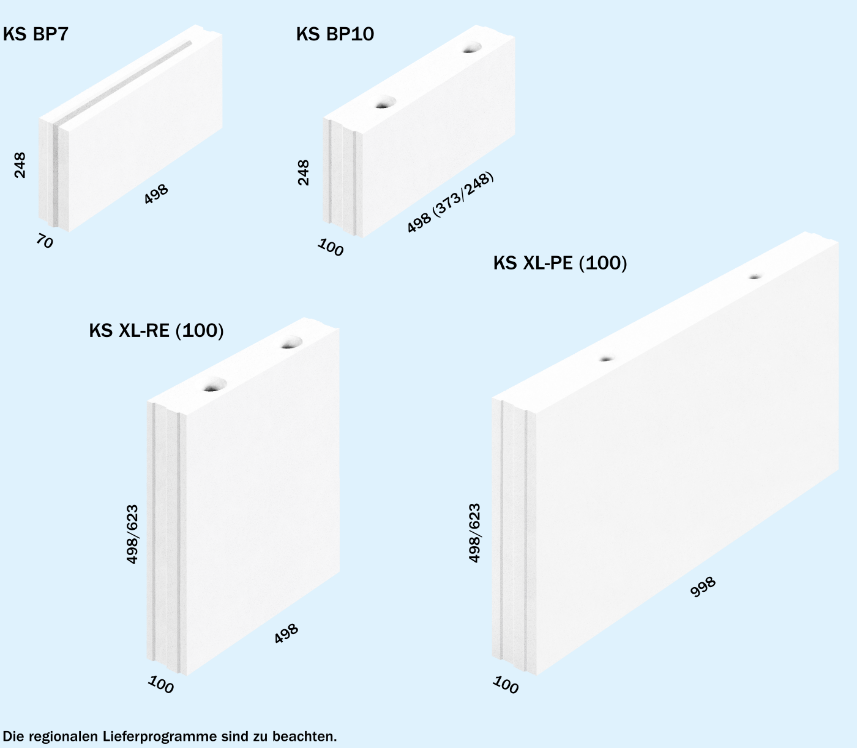 KS BP7
248
498
70
KS BP10
248
498 (373/248)
100
KS XL-PE (100)
498/623
998
100
KS XL-RE (100)
498/623
498
100
Die regionalen Lieferprogramme sind zu beachten.